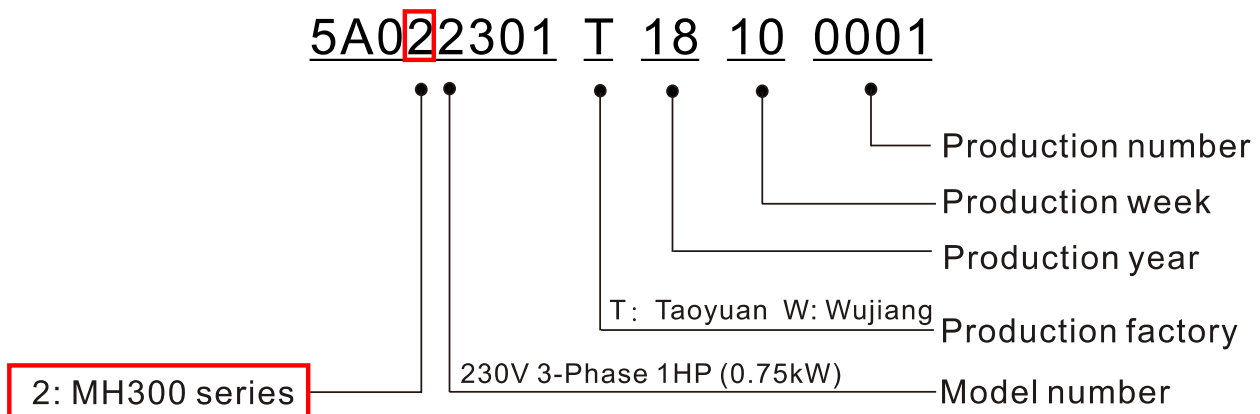 5A022301 T 18 10 0001
Production number
Production week
Production year
T: Taoyuan W: Wujiang
Production factory
230V 3-Phase 1HP (0.75kW)
2: MH300 series
Model number